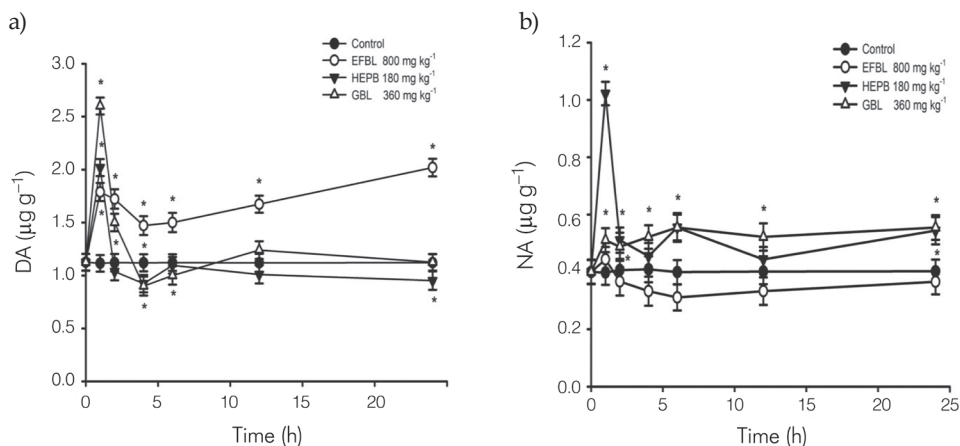 a)
Control
EFBL 800 mg kg⁻¹
HEPB 180 mg kg⁻¹
GBL 360 mg kg⁻¹
DA (µg g⁻¹)
3.0
2.5
2.0
1.5
1.0
0.5
0.0
0 5 10 15 20
Time (h)
* * * * * * * * * * * *
b)
Control
EFBL 800 mg kg⁻¹
HEPB 180 mg kg⁻¹
GBL 360 mg kg⁻¹
NA (µg g⁻¹)
1.2
1.0
0.8
0.6
0.4
0.2
0.0
0 5 10 15 20 25
Time (h)
* * * * * * * * *